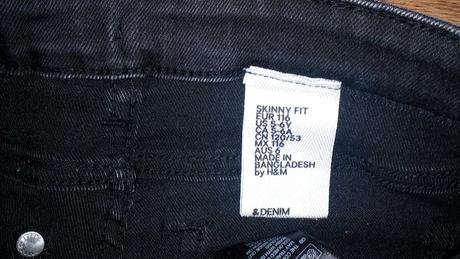 SKINNY FIT
EUR 116
US 5-6Y
CA 5-6A
CN 120/53
MX 116
AUS 6
MADE IN
BANGLADESH
by H&M
&DENIM